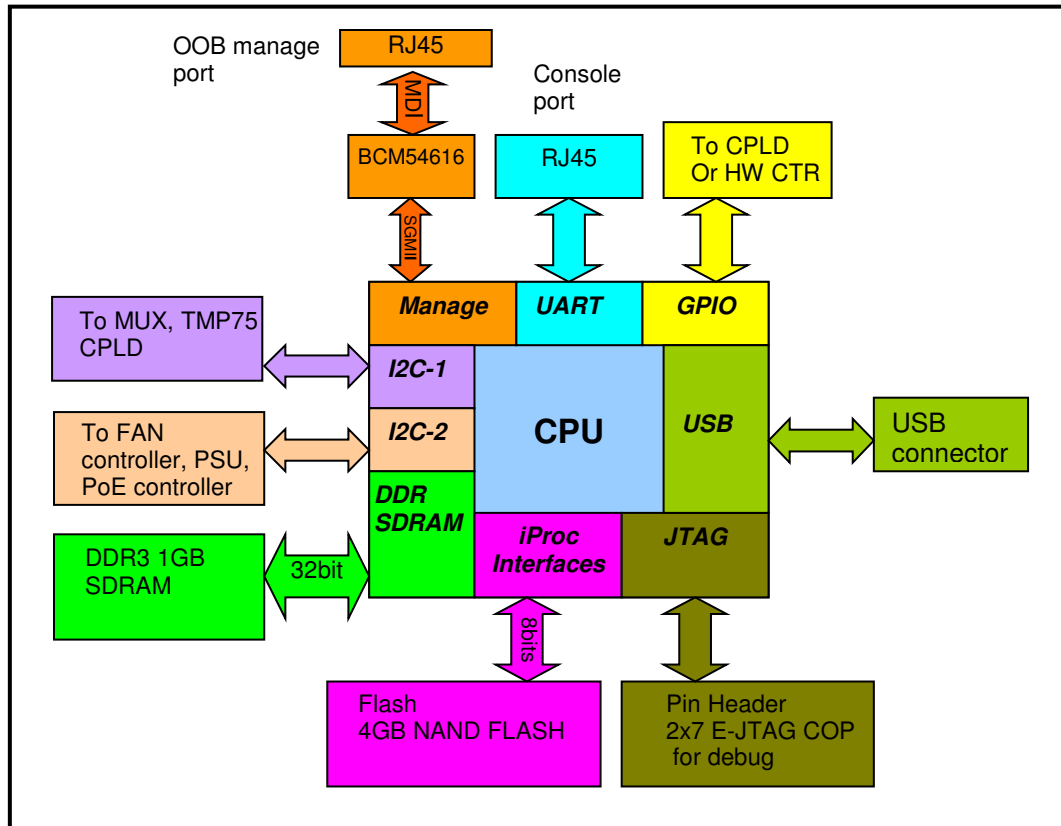 OOB manage
port
RJ45
MDI
Console
port
BCM54616
RJ45
To CPLD
Or HW CTR
SGMII
Manage
UART
GPIO
To MUX, TMP75
CPLD
I2C-1
CPU
USB
USB
connector
To FAN
controller, PSU,
PoE controller
I2C-2
DDR
SDRAM
DDR3 1GB
SDRAM
32bit
iProc
Interfaces
JTAG
8bits
Flash
4GB NAND FLASH
Pin Header
2x7 E-JTAG COP
for debug